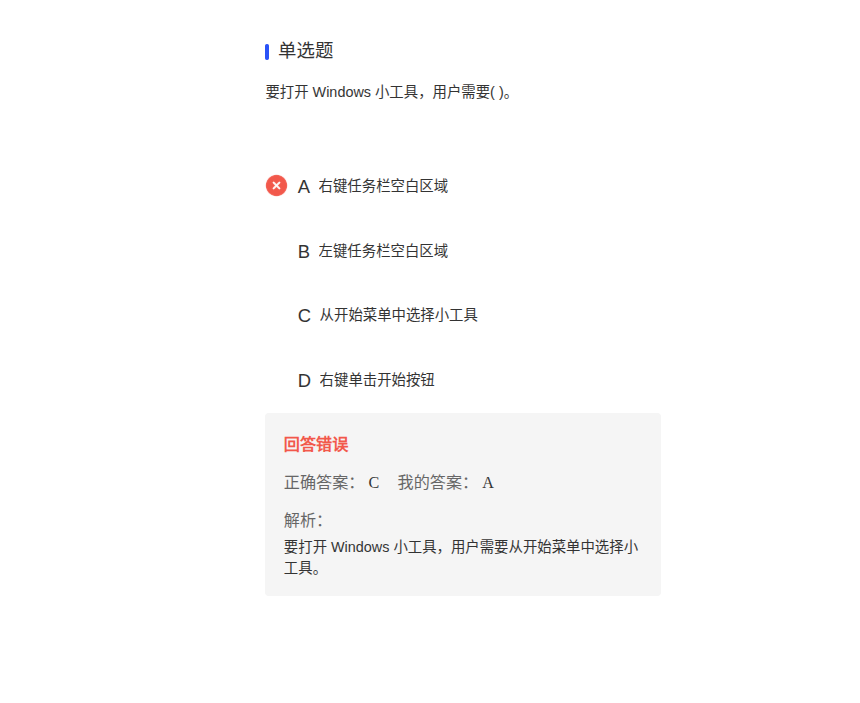 单选题
要打开 Windows 小工具，用户需要( )。
A 右键任务栏空白区域
B 左键任务栏空白区域
C 从开始菜单中选择小工具
D 右键单击开始按钮
回答错误
正确答案： C 我的答案： A
解析：
要打开 Windows 小工具，用户需要从开始菜单中选择小
工具。